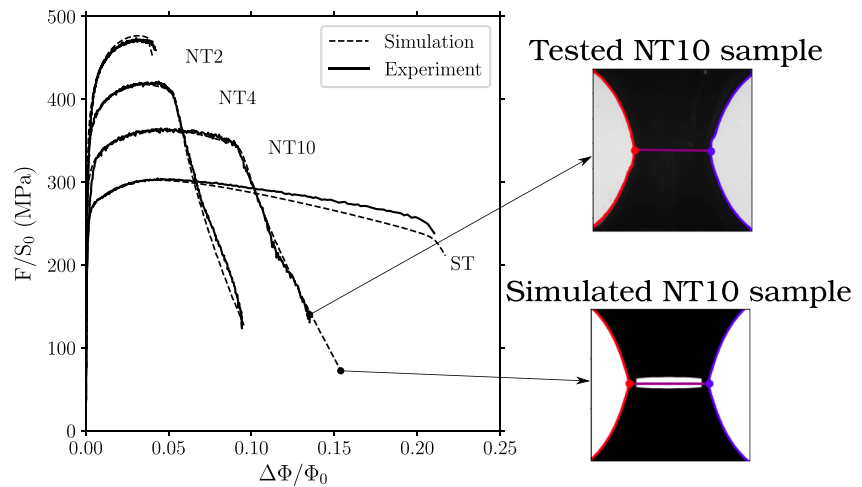 500
400
300
200
100
0
F/S₀ (MPa)
0.00 0.05 0.10 0.15 0.20 0.25
ΔΦ/Φ₀
NT2
NT4
NT10
ST
Simulation
Experiment
Tested NT10 sample
Simulated NT10 sample